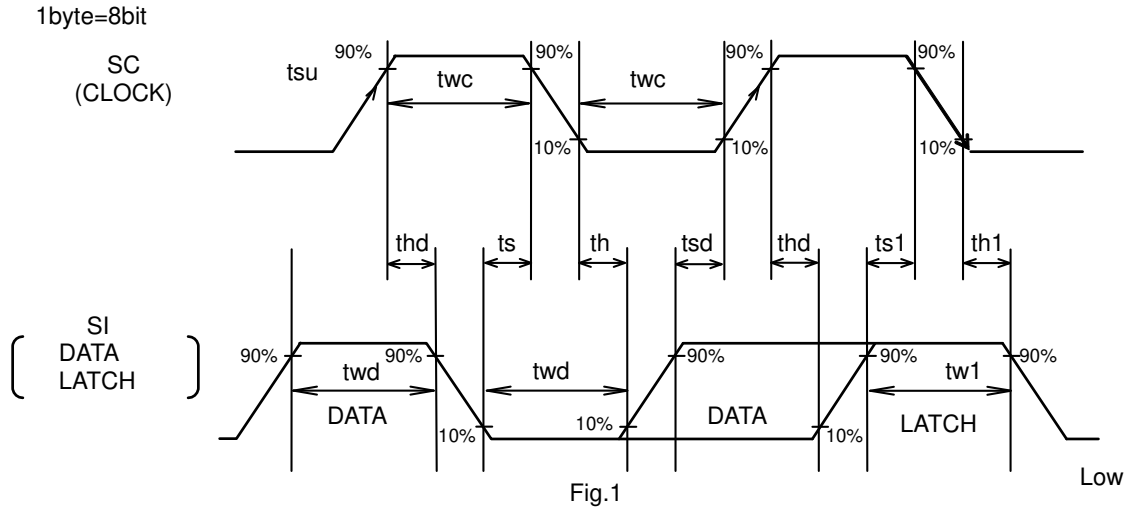 1byte=8bit
SC
(CLOCK)
tsu
90% 90% 90% 90%
twc twc
10% 10% 10%
thd ts th tsd thd ts1 th1
SI
DATA
LATCH
90% 90% 90% 90% 90%
twd twd tw1
DATA DATA LATCH
10% 10% 10%
Low
Fig.1